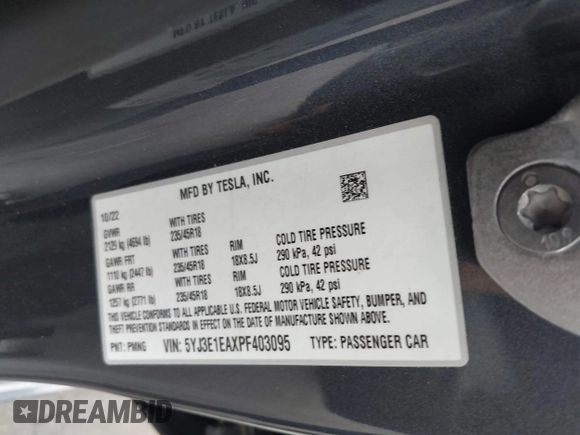 MFD BY TESLA, INC.
10/22
GVWR WITH TIRES
2129 kg (4694 lb) 235/45R18
GAWR FRT WITH TIRES RIM COLD TIRE PRESSURE
1110 kg (2447 lb) 235/45R18 18X8.5J 290 kPa, 42 psi
GAWR RR WITH TIRES RIM COLD TIRE PRESSURE
1257 kg (2771 lb) 235/45R18 18X8.5J 290 kPa, 42 psi
THIS VEHICLE CONFORMS TO ALL APPLICABLE U.S. FEDERAL MOTOR VEHICLE SAFETY, BUMPER, AND
THEFT PREVENTION STANDARDS IN EFFECT ON THE DATE OF MANUFACTURE SHOWN ABOVE.
PNT: PMNG VIN: 5YJ3E1EAXPF403095 TYPE: PASSENGER CAR
DREAMBID